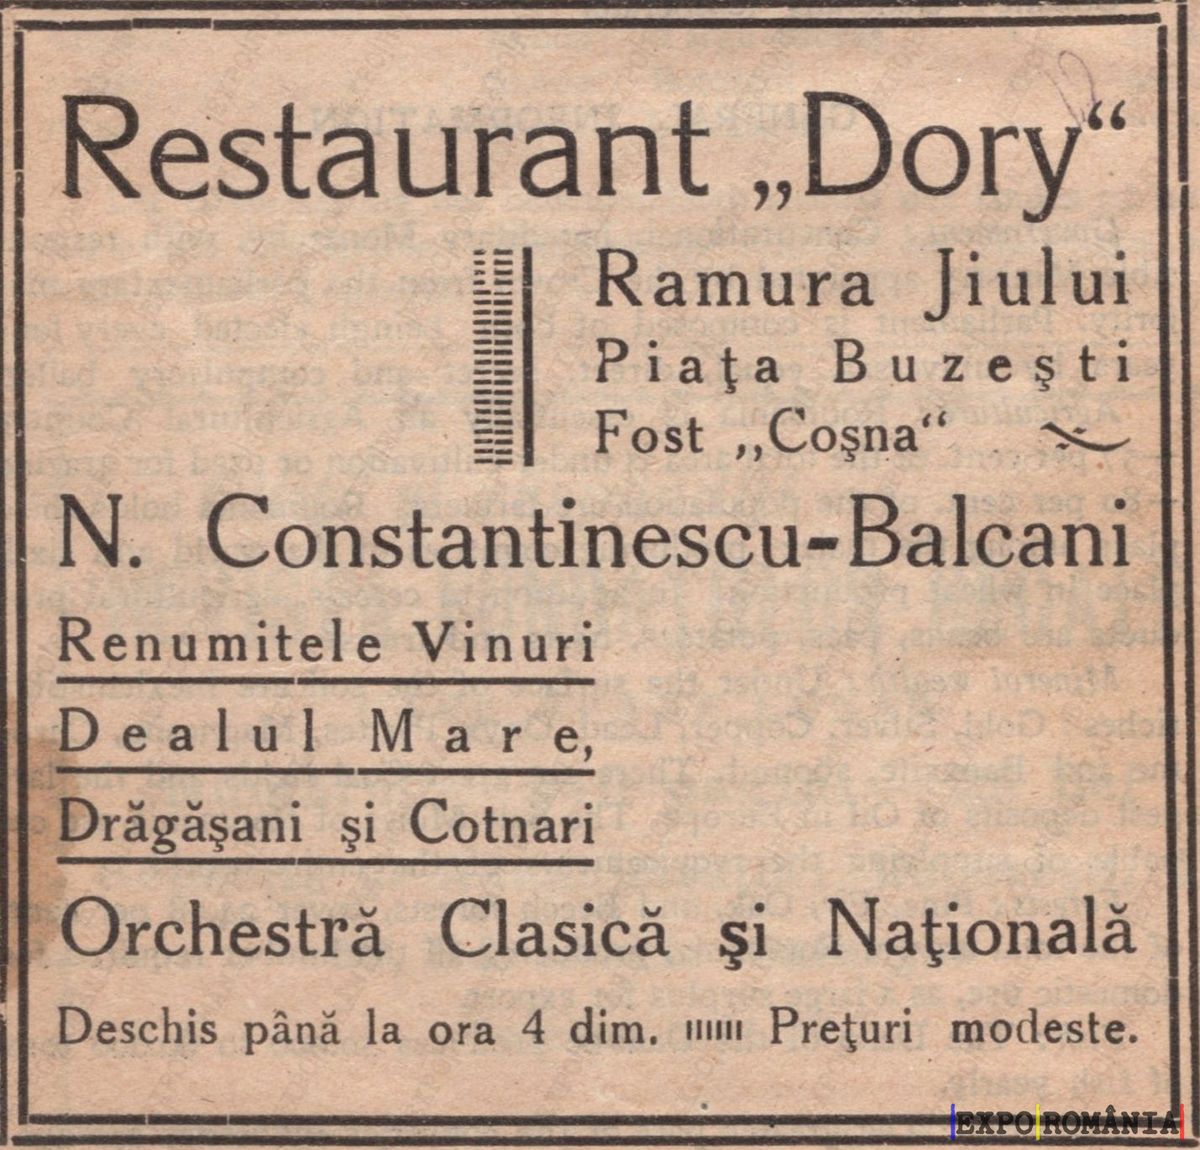 Restaurant „Dory“
Ramura Jiului
Piaţa Buzeşti
Fost „Coşna“
N. Constantinescu-Balcani
Renumitele Vinuri
Dealul Mare,
Drăgăşani şi Cotnari
Orchestră Clasică şi Naţională
Deschis până la ora 4 dim. Preţuri modeste.
EXPO ROMÂNIA